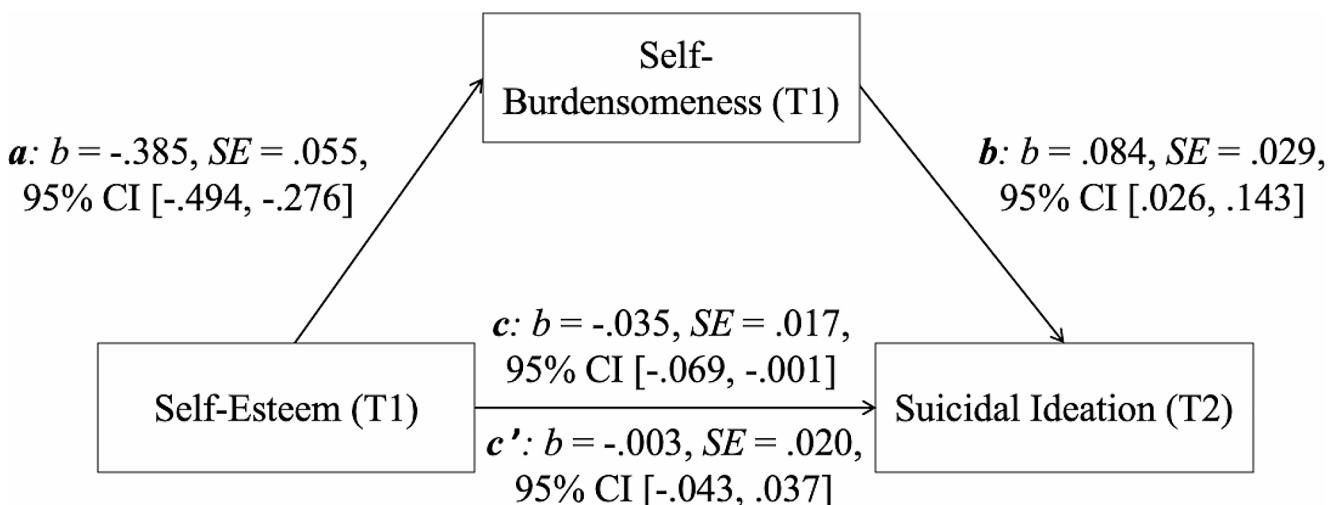 Self-
Burdensomeness (T1)
a: b = -.385, SE = .055,
95% CI [-.494, -.276]
b: b = .084, SE = .029,
95% CI [.026, .143]
c: b = -.035, SE = .017,
95% CI [-.069, -.001]
Self-Esteem (T1)
Suicidal Ideation (T2)
c’: b = -.003, SE = .020,
95% CI [-.043, .037]